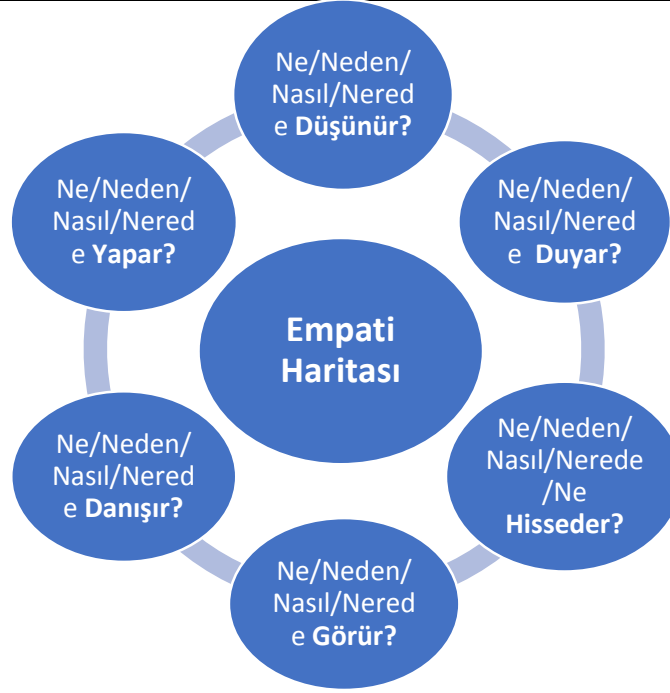 Ne/Neden/
Nasıl/Nered
e Düşünür?
Ne/Neden/
Nasıl/Nered
e Duyar?
Ne/Neden/
Nasıl/Nerede
/Ne
Hisseder?
Ne/Neden/
Nasıl/Nered
e Görür?
Ne/Neden/
Nasıl/Nered
e Danışır?
Ne/Neden/
Nasıl/Nered
e Yapar?
Empati
Haritası